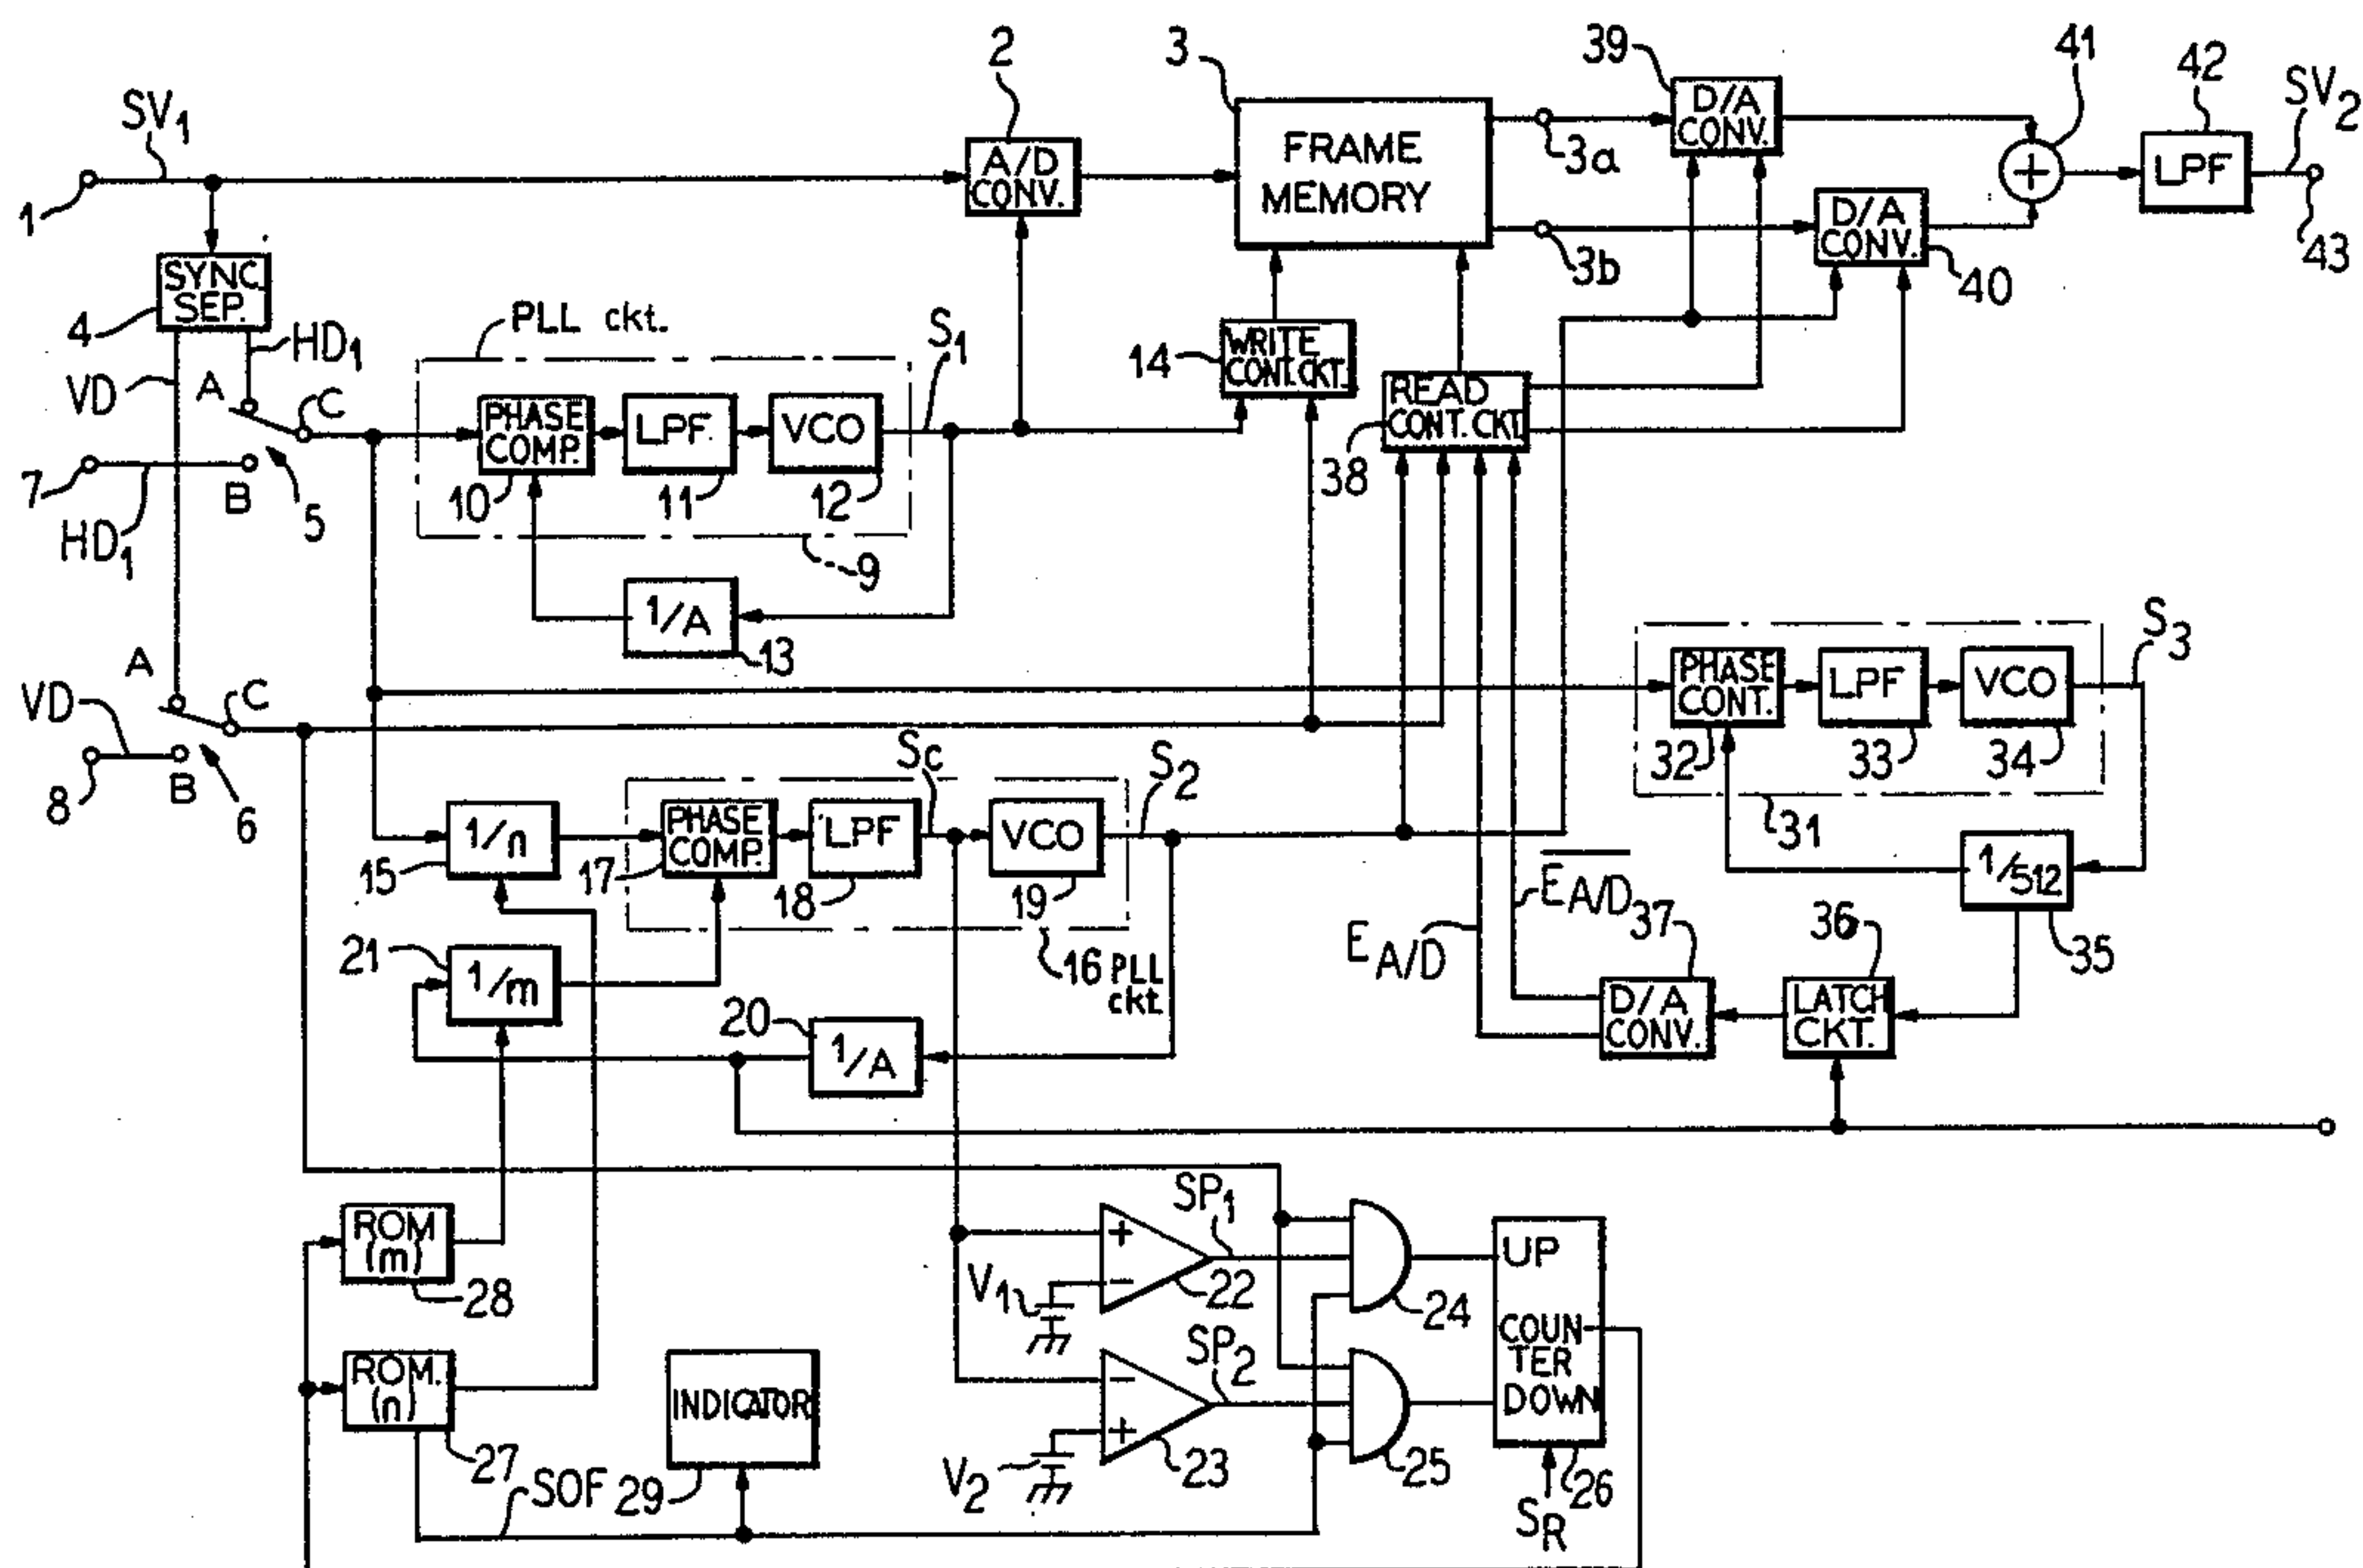 SV1
1
2
A/D
CONV.
3
FRAME
MEMORY
3a
3b
39
D/A
CONV.
D/A
CONV.
40
41
+
42
LPF
SV2
43
SYNC
SEP.
4
HD1
VD
A
C
7
HD1
B
5
PLL ckt.
PHASE
COMP.
10
LPF
11
VCO
12
S1
9
1/A
13
14
WRITE
CONT.CKT.
READ
CONT.CKT.
38
A
VD
C
8
B
6
PHASE
CONT.
32
LPF
33
VCO
34
S3
31
1/512
35
1/n
15
PHASE
COMP.
17
LPF
18
Sc
VCO
19
S2
16 PLL
ckt
21
1/m
20
1/A
EA/D
EA/D
37
D/A
CONV.
36
LATCH
CKT.
ROM
(m)
28
ROM.
(n)
27
SOF
INDICATOR
29
V1
+
-
22
SP1
V2
-
+
23
SP2
24
25
UP
COUN
TER
DOWN
26
SR